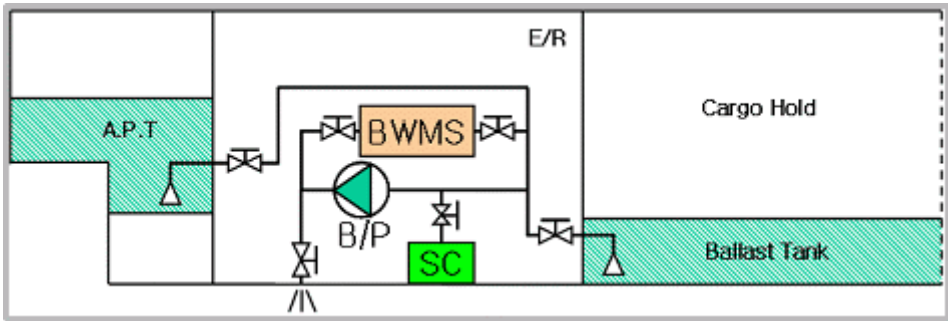 E/R
Cargo Hold
A.P.T
BWMS
B/P
SC
Ballast Tank